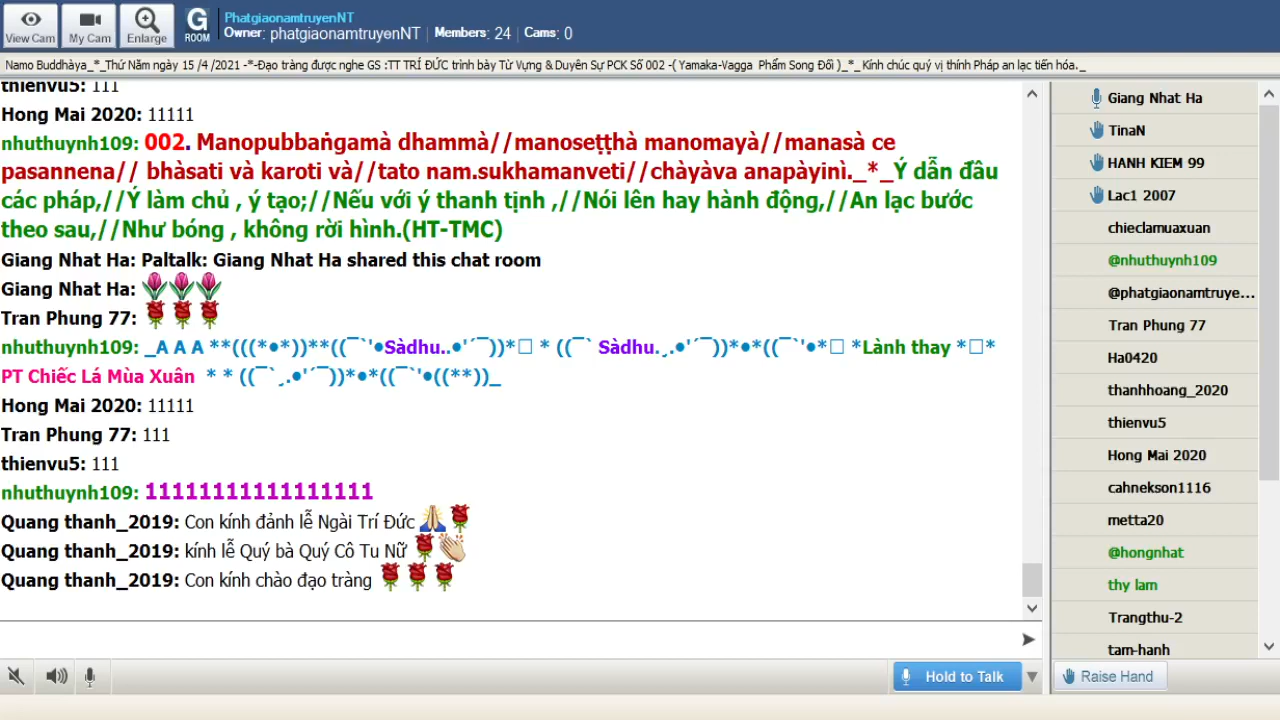 View Cam
My Cam
Enlarge
G
ROOM
PhatgiaonamtruyenNT
Owner: phatgiaonamtruyenNT | Members: 24 | Cams: 0
Namo Buddhàya_*_Thứ Năm ngày 15 /4 /2021 -*-Đạo tràng được nghe GS :TT TRÍ ĐỨC trình bày Từ Vựng & Duyên Sự PCK Số 002 -( Yamaka-Vagga Phẩm Song Đối )_*_ Kính chúc quý vị thính Pháp an lạc tiến hóa._
thienvu5: 111
Hong Mai 2020: 11111
nhuthuynh109: 002. Manopubbaṅgamà dhammà//manoseṭṭhà manomayà//manasà ce
pasannena// bhàsati và karoti và//tato nam.sukhamanveti//chàyàva anapàyinì._*_Ý dẫn đầu
các pháp,//Ý làm chủ , ý tạo;//Nếu với ý thanh tịnh ,//Nói lên hay hành động,//An lạc bước
theo sau,//Như bóng , không rời hình.(HT-TMC)
Giang Nhat Ha: Paltalk: Giang Nhat Ha shared this chat room
Giang Nhat Ha:
Tran Phung 77:
nhuthuynh109: _A A A **(((*•*))**((¯`'•Sàdhu..•'´¯))*□ * ((¯` Sàdhu.¸.•'´¯))*•*((¯`'•*□ *Lành thay *□*
PT Chiếc Lá Mùa Xuân * * ((¯`¸.•'´¯))*•*((¯`'•((**))_
Hong Mai 2020: 11111
Tran Phung 77: 111
thienvu5: 111
nhuthuynh109: 11111111111111111
Quang thanh_2019: Con kính đảnh lễ Ngài Trí Đức
Quang thanh_2019: kính lễ Quý bà Quý Cô Tu Nữ
Quang thanh_2019: Con kính chào đạo tràng
Hold to Talk
Giang Nhat Ha
TinaN
HANH KIEM 99
Lac1 2007
chieclamuaxuan
@nhuthuynh109
@phatgiaonamtruye...
Tran Phung 77
Ha0420
thanhhoang_2020
thienvu5
Hong Mai 2020
cahnekson1116
metta20
@hongnhat
thy lam
Trangthu-2
tam-hanh
Raise Hand